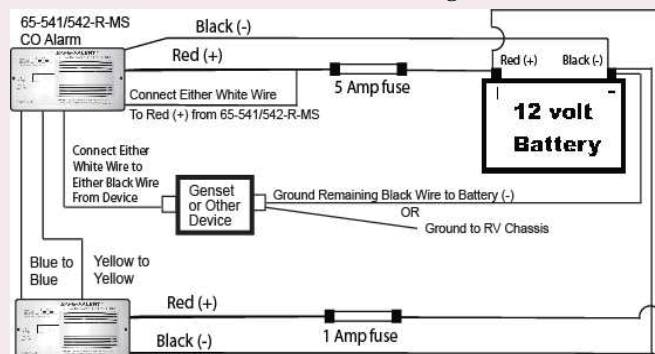 65-541/542-R-MS
CO Alarm
Black (-)
Red (+)
5 Amp fuse
Connect Either White Wire
To Red (+) from 65-541/542-R-MS
Red (+)
Black (-)
12 volt
Battery
Connect Either
White Wire to
Either Black Wire
From Device
Genset
or Other
Device
Ground Remaining Black Wire to Battery (-)
OR
Ground to RV Chassis
Blue to
Blue
Yellow to
Yellow
Red (+)
1 Amp fuse
Black (-)